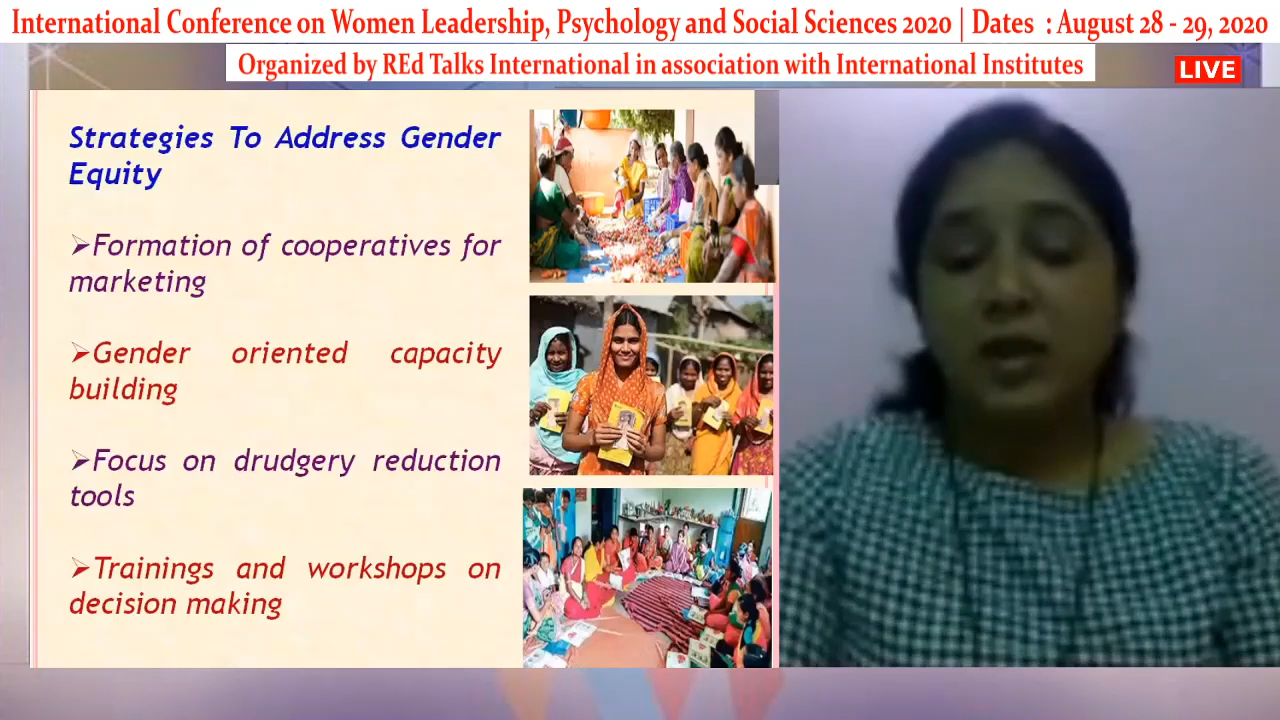 International Conference on Women Leadership, Psychology and Social Sciences 2020 | Dates : August 28 - 29, 2020
Organized by REd Talks International in association with International Institutes
LIVE
Strategies To Address Gender
Equity
➢Formation of cooperatives for
marketing
➢Gender oriented capacity
building
➢Focus on drudgery reduction
tools
➢Trainings and workshops on
decision making